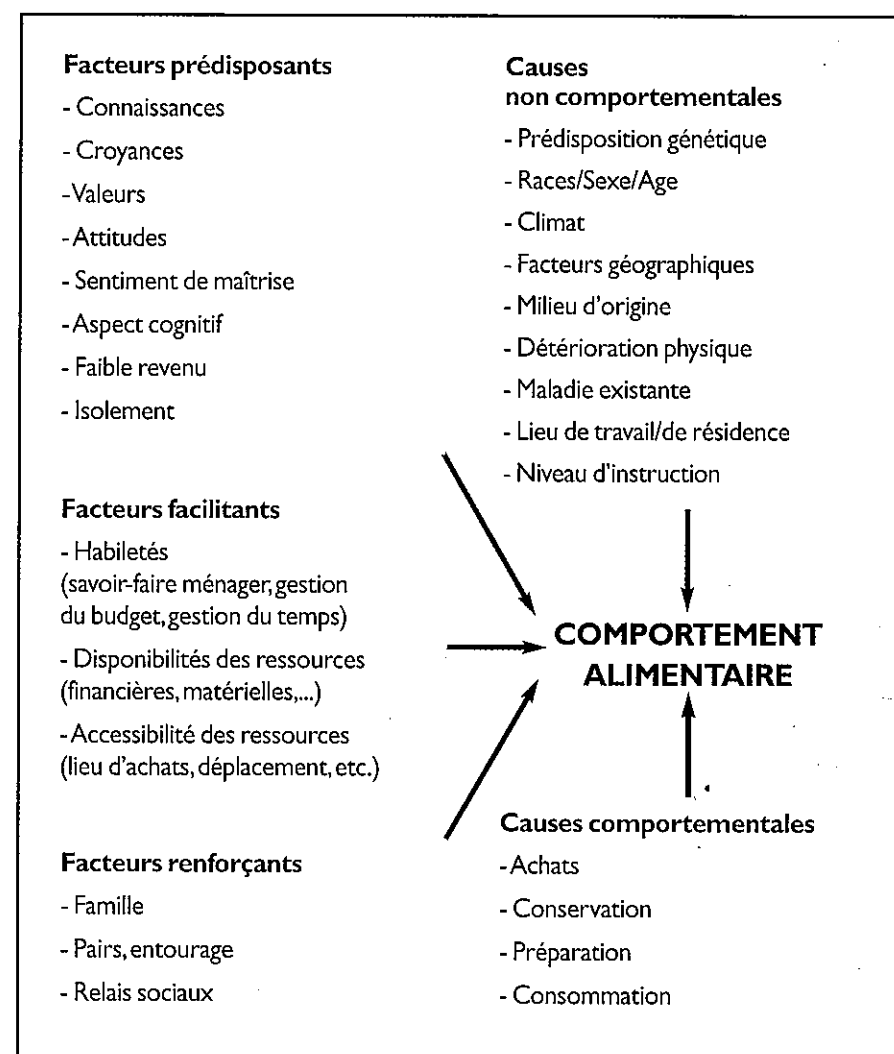 Facteurs prédisposants
- Connaissances
- Croyances
-Valeurs
- Attitudes
- Sentiment de maîtrise
- Aspect cognitif
- Faible revenu
- Isolement
Facteurs facilitants
- Habiletés
(savoir-faire ménager, gestion
du budget, gestion du temps)
- Disponibilités des ressources
(financières, matérielles,...)
- Accessibilité des ressources
(lieu d'achats, déplacement, etc.)
Facteurs renforçants
- Famille
- Pairs, entourage
- Relais sociaux
Causes
non comportementales
- Prédisposition génétique
- Races/Sexe/Age
- Climat
- Facteurs géographiques
- Milieu d'origine
- Détérioration physique
- Maladie existante
- Lieu de travail/de résidence
- Niveau d'instruction
COMPORTEMENT
ALIMENTAIRE
Causes comportementales
- Achats
- Conservation
- Préparation
- Consommation